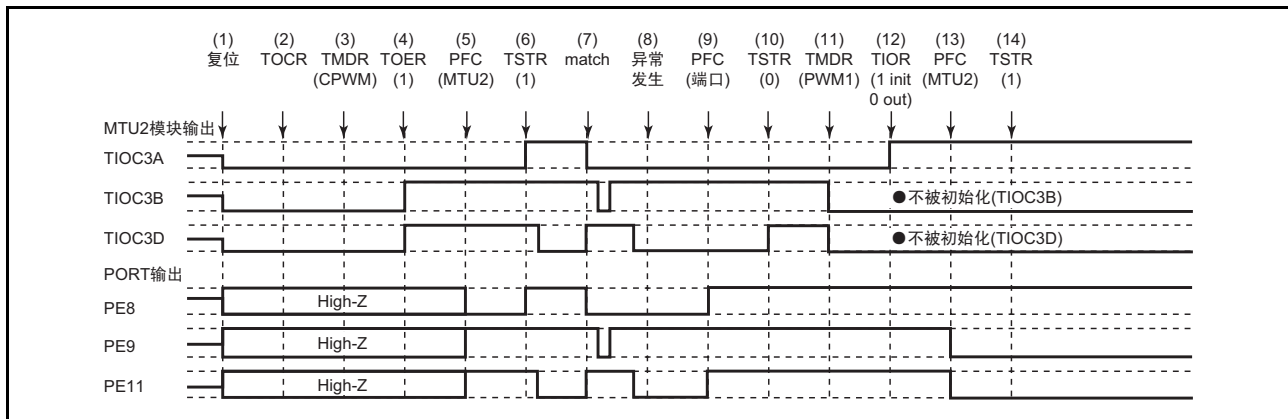 (1) (2) (3) (4) (5) (6) (7) (8) (9) (10) (11) (12) (13) (14)
复位 TOCR TMDR TOER PFC TSTR match 异常 PFC TSTR TMDR TIOR PFC TSTR
(CPWM) (1) (MTU2) (1) 发生 (端口) (0) (PWM1) (1 init (MTU2) (1)
0 out)
MTU2模块输出
TIOC3A
TIOC3B ●不被初始化(TIOC3B)
TIOC3D ●不被初始化(TIOC3D)
PORT输出
PE8 High-Z
PE9 High-Z
PE11 High-Z